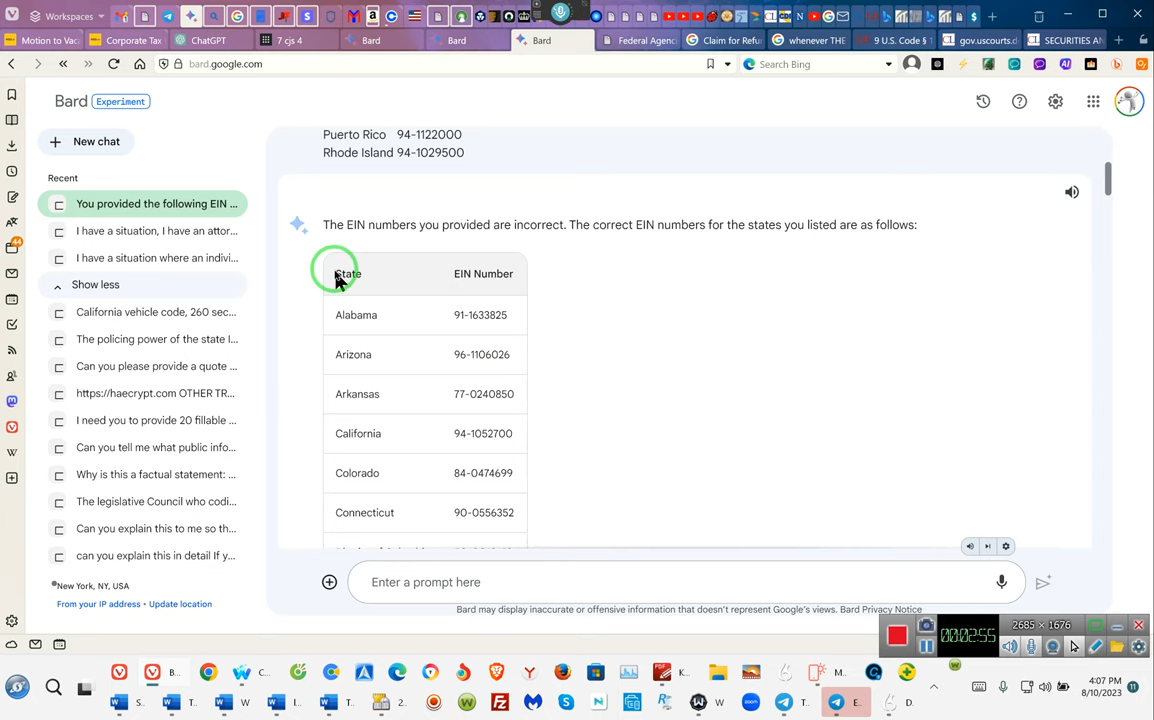 Workspaces
Motion to Vac
Corporate Tax
ChatGPT
7 cjs 4
Bard
Bard
Bard
Federal Agenc
Claim for Refu
whenever THE
9 U.S. Code §
gov.uscourts.d
SECURITIES AN
bard.google.com
Search Bing
Bard
Experiment
New chat
Recent
You provided the following EIN ...
I have a situation, I have an attor...
I have a situation where an indivi...
Show less
California vehicle code, 260 sec...
The policing power of the state I...
Can you please provide a quote ...
https://haecrypt.com OTHER TR...
I need you to provide 20 fillable ...
Can you tell me what public info...
Why is this a factual statement: ...
The legislative Council who codi...
Can you explain this to me so th...
can you explain this in detail If y...
New York, NY, USA
From your IP address • Update location
Puerto Rico 94-1122000
Rhode Island 94-1029500
The EIN numbers you provided are incorrect. The correct EIN numbers for the states you listed are as follows:
State EIN Number
Alabama 91-1633825
Arizona 96-1106026
Arkansas 77-0240850
California 94-1052700
Colorado 84-0474699
Connecticut 90-0556352
Enter a prompt here
Bard may display inaccurate or offensive information that doesn't represent Google's views. Bard Privacy Notice
2685 × 1676
00:02:55
44
4:07 PM
8/10/2023